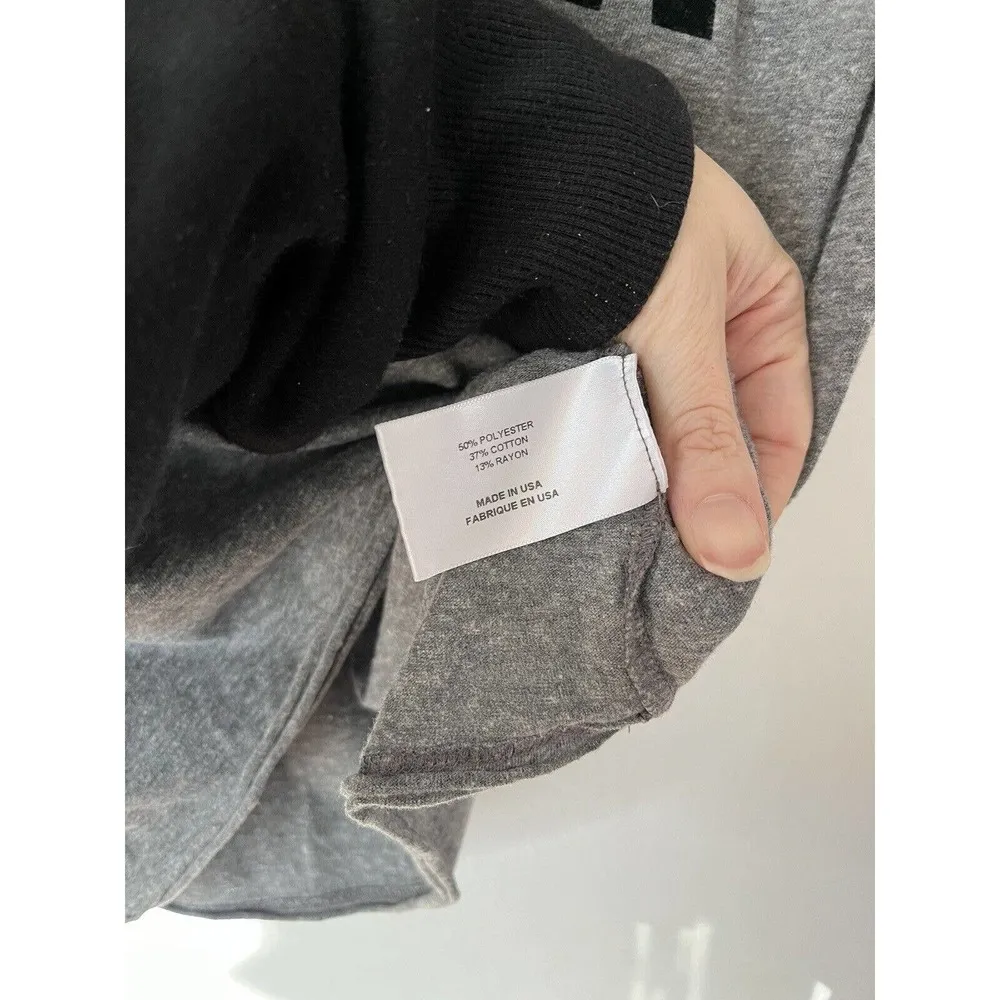 50% POLYESTER
37% COTTON
13% RAYON
MADE IN USA
FABRIQUE EN USA